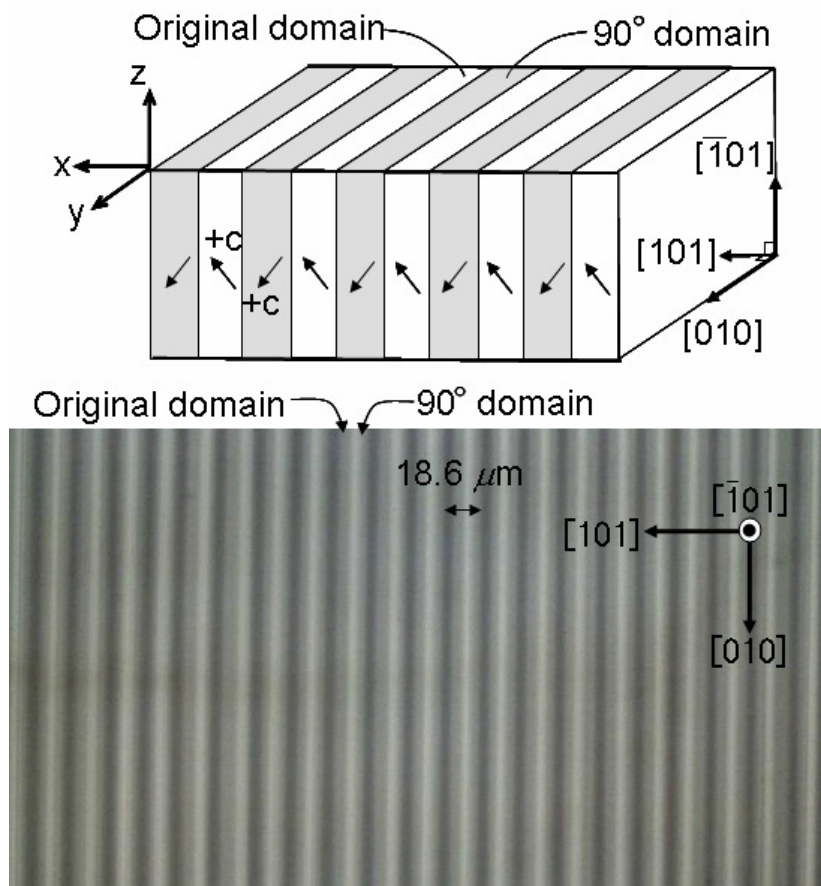 Original domain
90° domain
z
x
y
+c
+c
[1̅01]
[101]
[010]
Original domain
90° domain
18.6 μm
[1̅01]
[101]
[010]